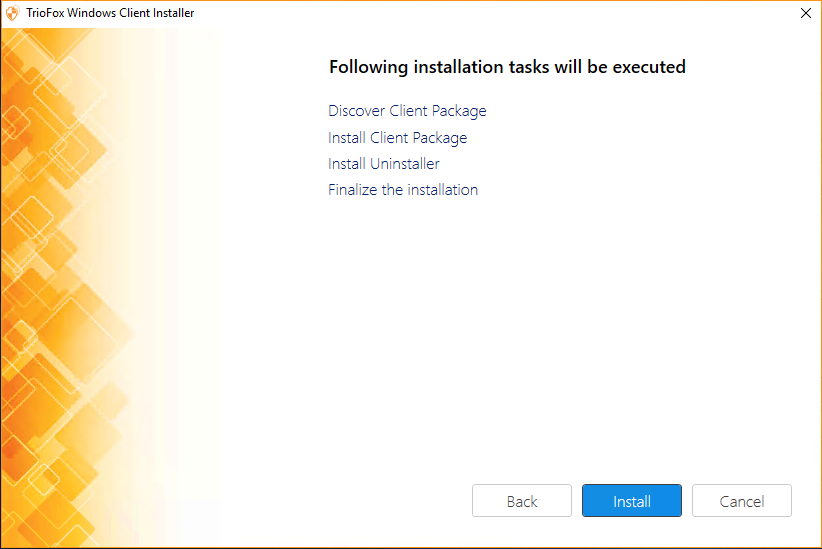 TrioFox Windows Client Installer
Following installation tasks will be executed
Discover Client Package
Install Client Package
Install Uninstaller
Finalize the installation
Back
Install
Cancel